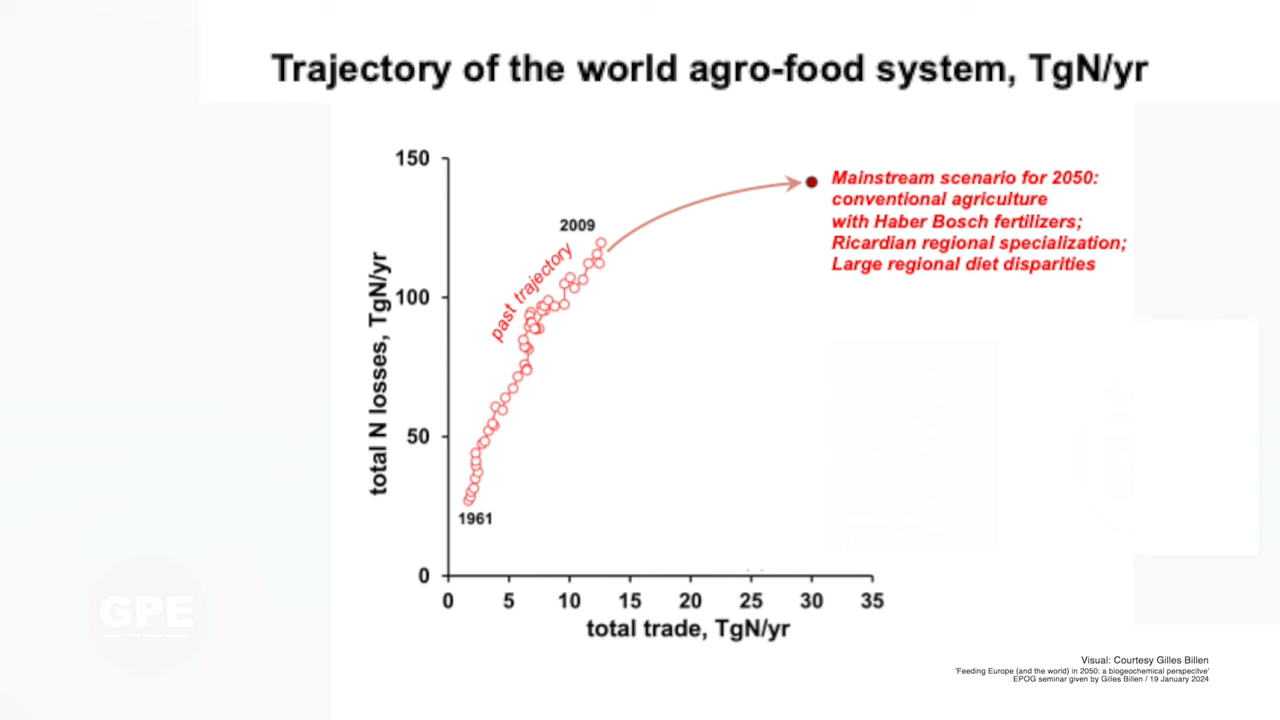 Trajectory of the world agro-food system, TgN/yr
150
100
50
0
total N losses, TgN/yr
2009
past trajectory
1961
Mainstream scenario for 2050:
conventional agriculture
with Haber Bosch fertilizers;
Ricardian regional specialization;
Large regional diet disparities
0 5 10 15 20 25 30 35
total trade, TgN/yr
GPE
Visual: Courtesy Gilles Billen
'Feeding Europe (and the world) in 2050: a biogeochemical perspecitve'
EPOG seminar given by Gilles Billen / 19 January 2024